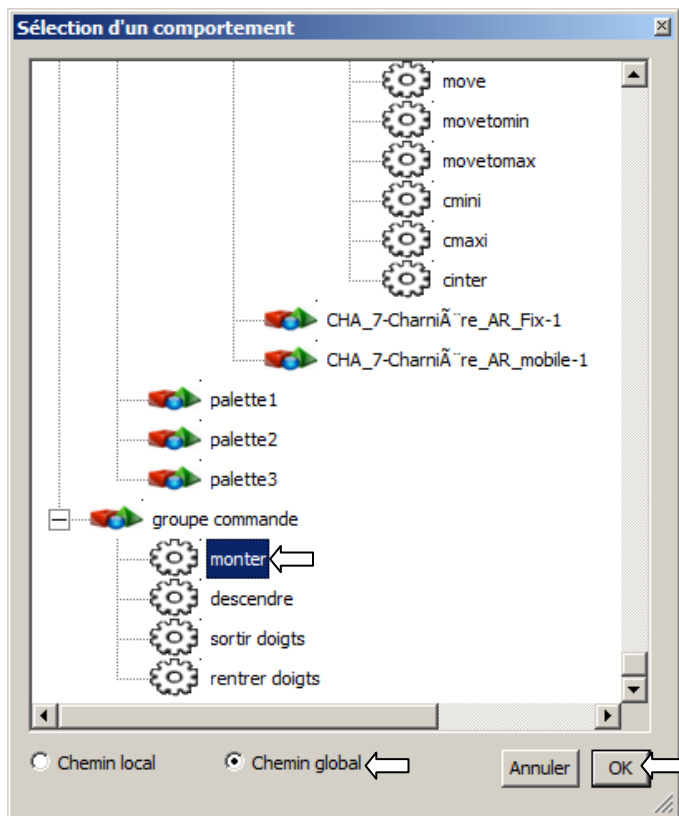 Sélection d'un comportement
move
movetomin
movetomax
cmini
cmaxi
cinter
CHA_7-CharniÃ¨re_AR_Fix-1
CHA_7-CharniÃ¨re_AR_mobile-1
palette1
palette2
palette3
groupe commande
monter
descendre
sortir doigts
rentrer doigts
Chemin local Chemin global Annuler OK